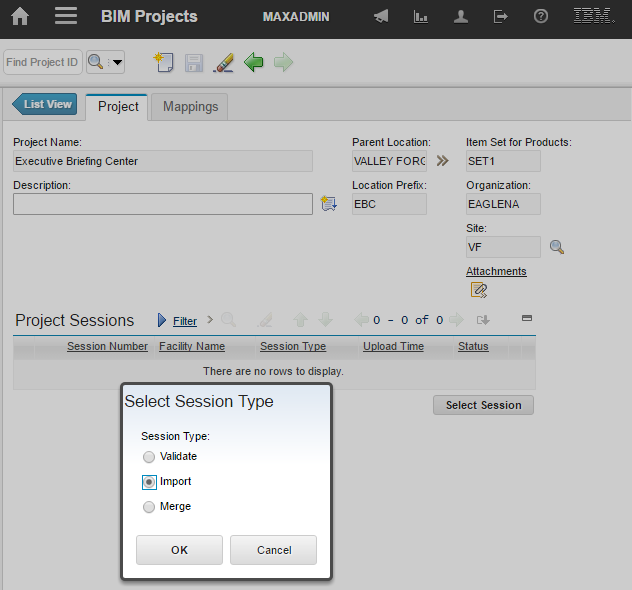 BIM Projects MAXADMIN IBM
Find Project ID
List View Project Mappings
Project Name: Parent Location: Item Set for Products:
Executive Briefing Center VALLEY FORG SET1
Description: Location Prefix: Organization:
EBC EAGLENA
Site:
VF
Attachments
Project Sessions Filter 0 - 0 of 0
Session Number Facility Name Session Type Upload Time Status
There are no rows to display.
Select Session
Select Session Type
Session Type:
Validate
Import
Merge
OK Cancel